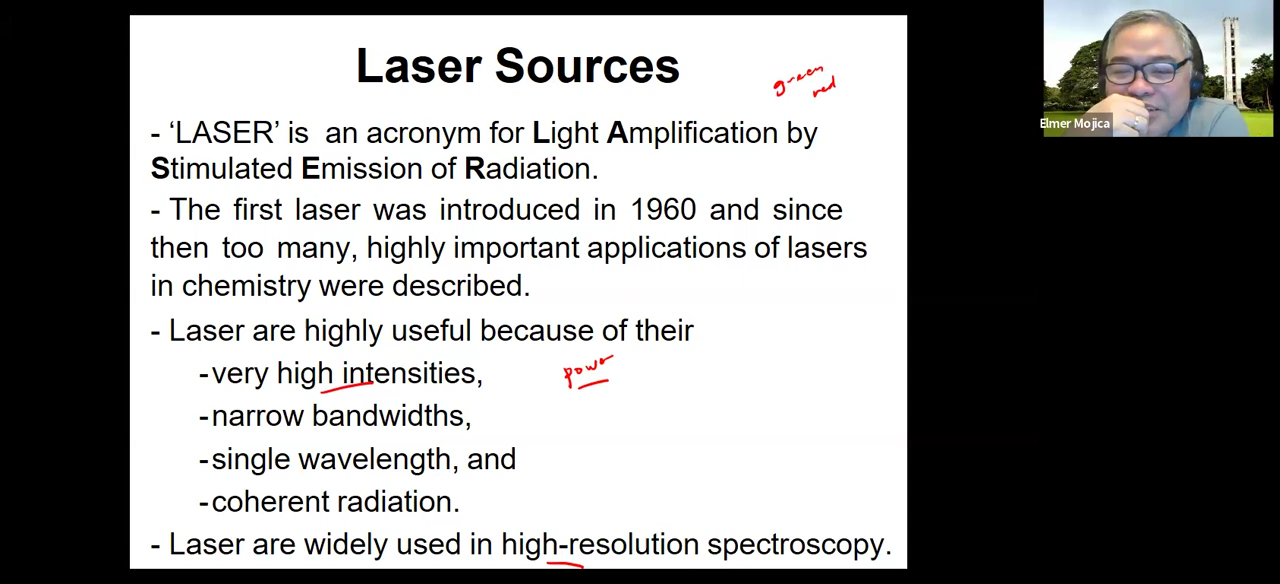 Laser Sources
green
red
- 'LASER' is an acronym for Light Amplification by
Stimulated Emission of Radiation.
- The first laser was introduced in 1960 and since
then too many, highly important applications of lasers
in chemistry were described.
- Laser are highly useful because of their
-very high intensities,
power
-narrow bandwidths,
-single wavelength, and
-coherent radiation.
- Laser are widely used in high-resolution spectroscopy.
Elmer Mojica